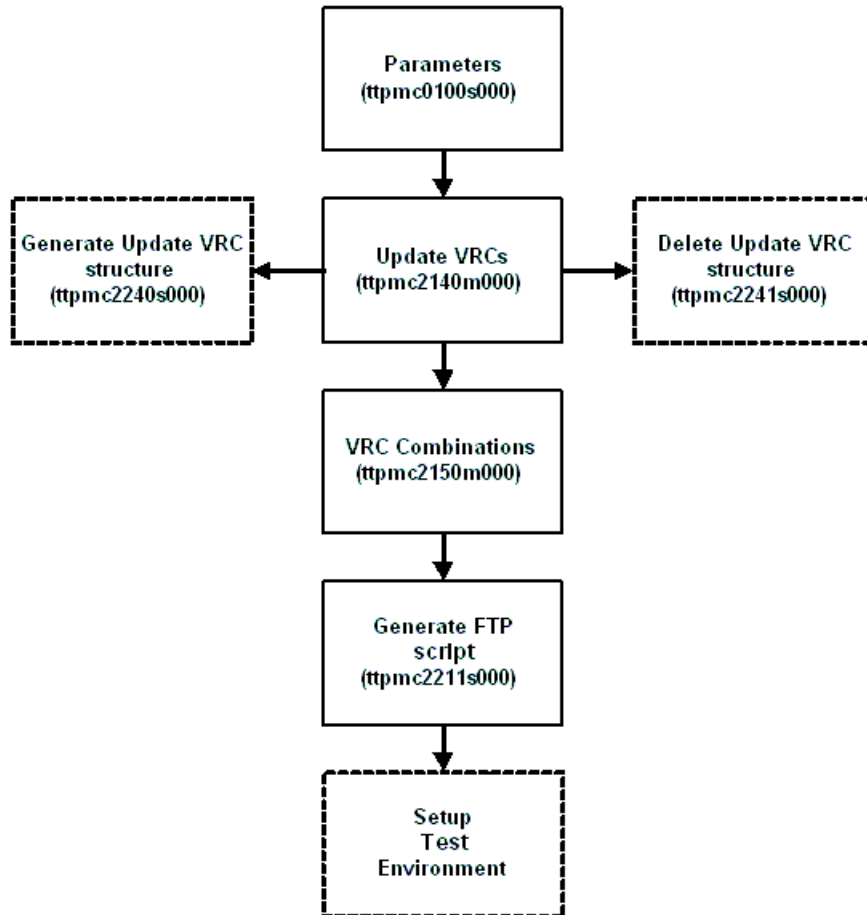 Parameters
(ttpmc0100s000)
Generate Update VRC
structure
(ttpmc2240s000)
Update VRCs
(ttpmc2140m000)
Delete Update VRC
structure
(ttpmc2241s000)
VRC Combinations
(ttpmc2150m000)
Generate FTP
script
(ttpmc2211s000)
Setup
Test
Environment